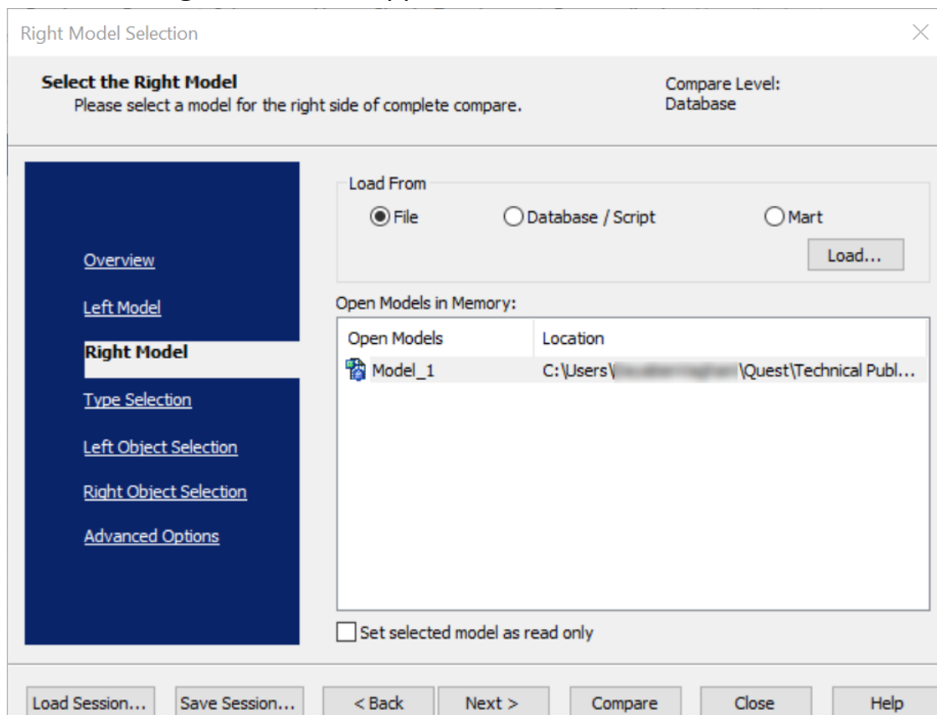 Right Model Selection
Select the Right Model
Please select a model for the right side of complete compare.
Compare Level:
Database
Overview
Left Model
Right Model
Type Selection
Left Object Selection
Right Object Selection
Advanced Options
Load From
File
Database / Script
Mart
Load...
Open Models in Memory:
Open Models
Location
Model_1
C:\Users\ \Quest\Technical Publ...
Set selected model as read only
Load Session...
Save Session...
< Back
Next >
Compare
Close
Help